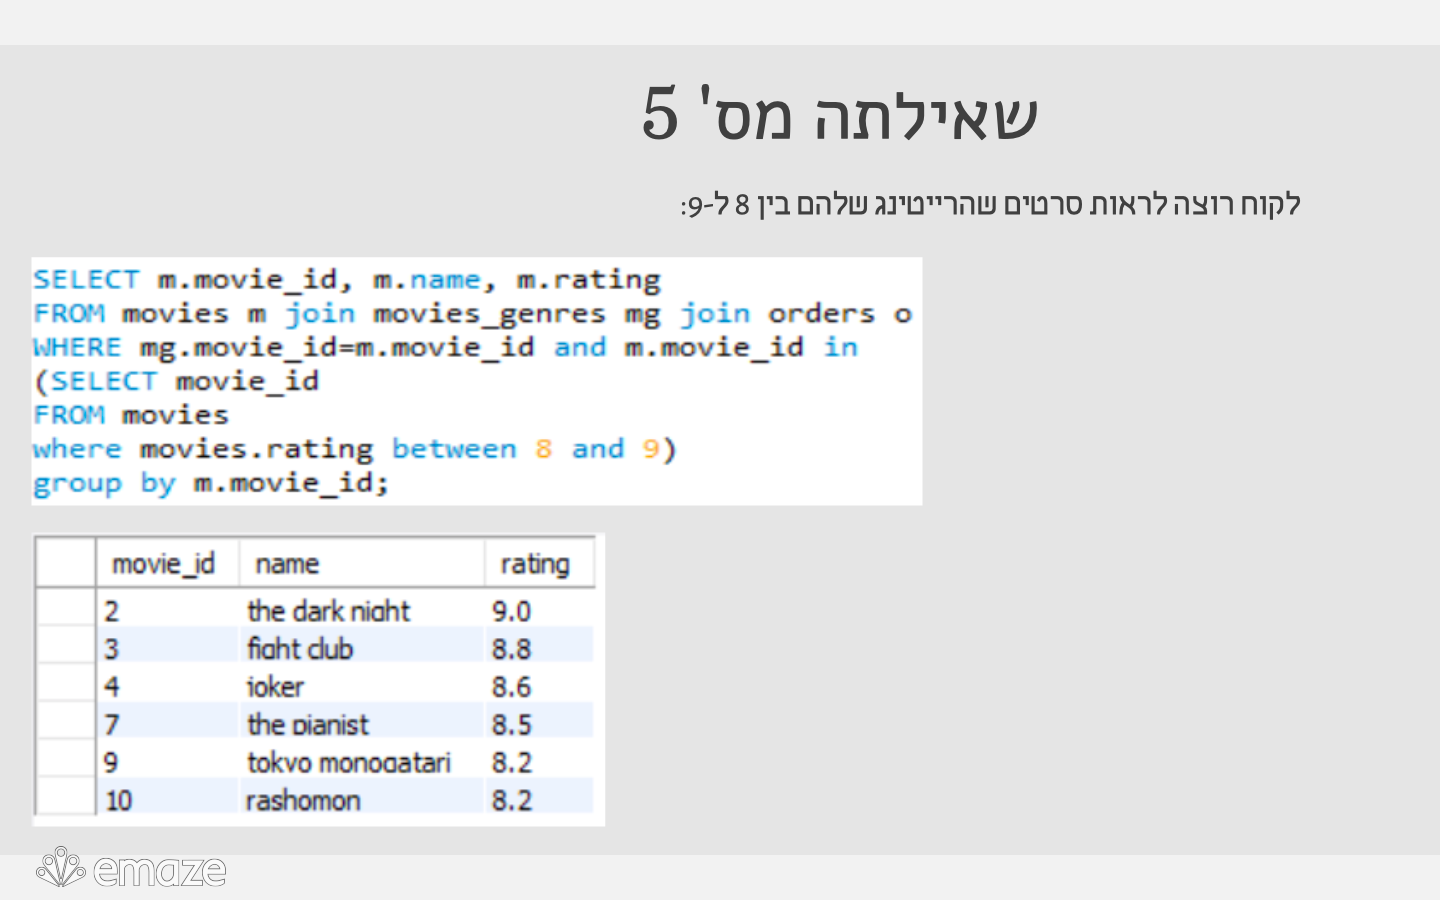 שאילתה מס' 5
לקוח רוצה לראות סרטים שהרייטינג שלהם בין 8 ל-9:
SELECT m.movie_id, m.name, m.rating
FROM movies m join movies_genres mg join orders o
WHERE mg.movie_id=m.movie_id and m.movie_id in
(SELECT movie_id
FROM movies
where movies.rating between 8 and 9)
group by m.movie_id;
movie_id name rating
2 the dark night 9.0
3 fight club 8.8
4 joker 8.6
7 the pianist 8.5
9 tokyo monogatari 8.2
10 rashomon 8.2
emaze